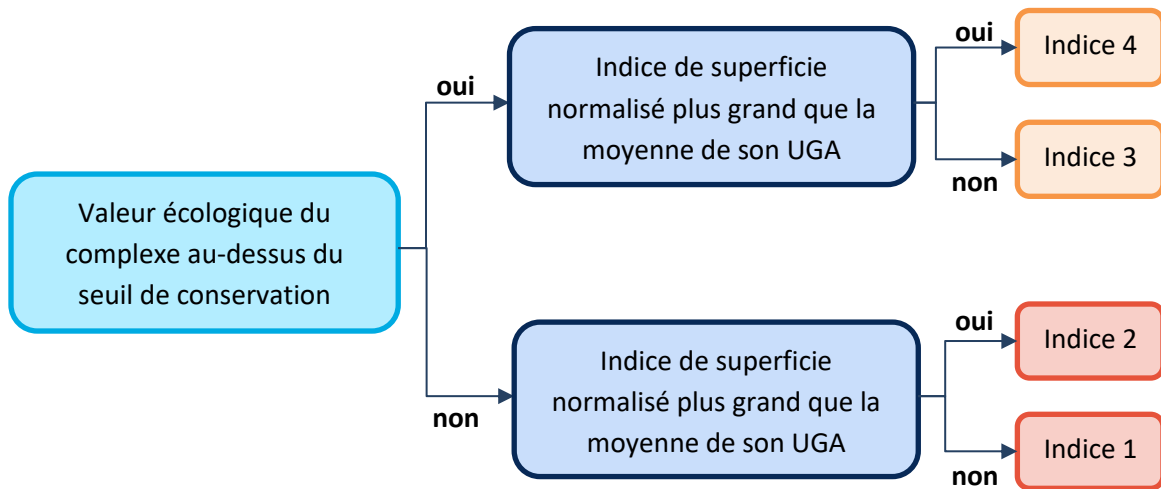 Valeur écologique du
complexe au-dessus du
seuil de conservation
oui
Indice de superficie
normalisé plus grand que la
moyenne de son UGA
oui
Indice 4
Indice 3
non
non
Indice de superficie
normalisé plus grand que la
moyenne de son UGA
oui
Indice 2
Indice 1
non